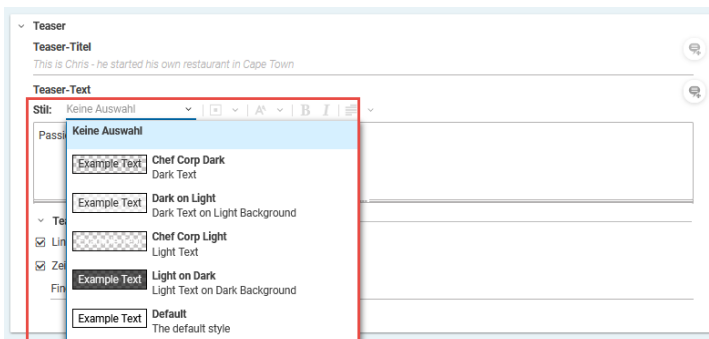 Teaser
Teaser-Titel
This is Chris - he started his own restaurant in Cape Town
Teaser-Text
Stil: Keine Auswahl B I
Keine Auswahl
Example Text Chef Corp Dark
Dark Text
Example Text Dark on Light
Dark Text on Light Background
Chef Corp Light
Light Text
Example Text Light on Dark
Light Text on Dark Background
Example Text Default
The default style